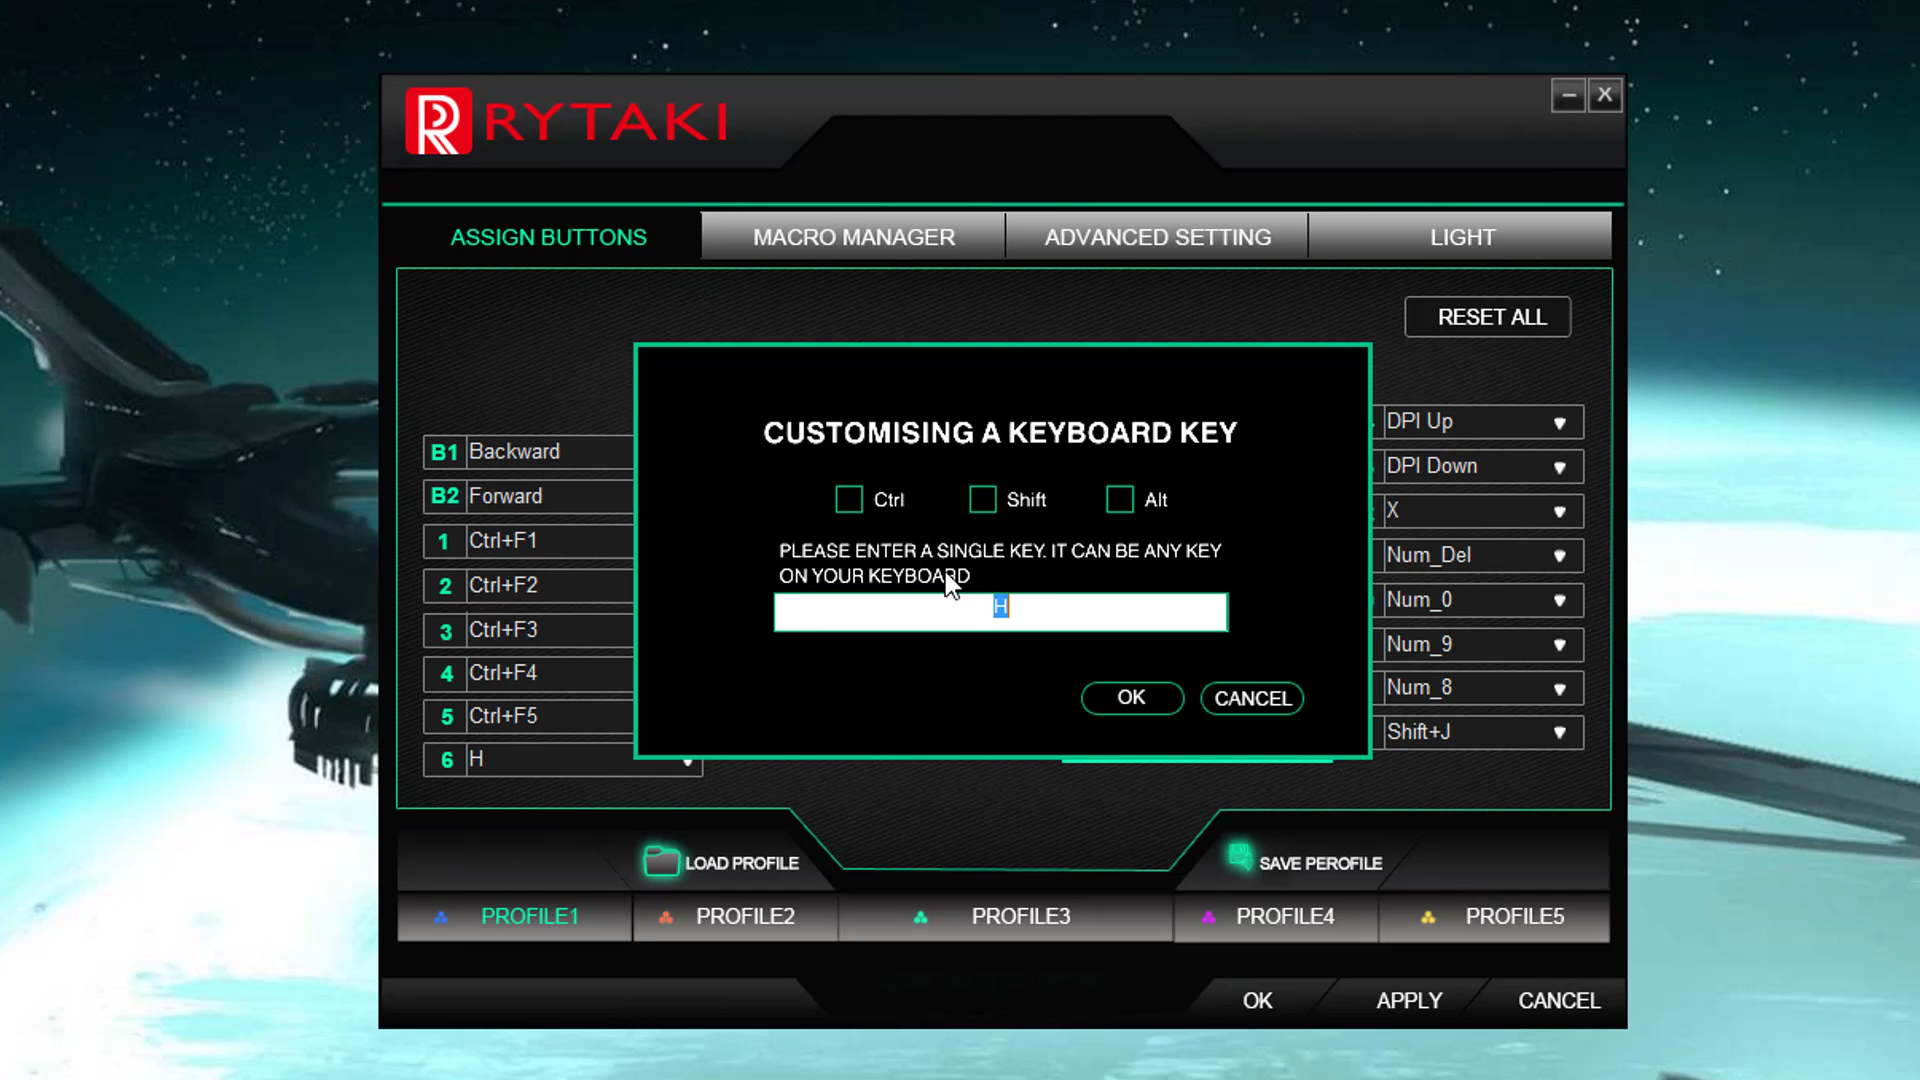 RYTAKI
– X
ASSIGN BUTTONS MACRO MANAGER ADVANCED SETTING LIGHT
RESET ALL
CUSTOMISING A KEYBOARD KEY
Ctrl Shift Alt
PLEASE ENTER A SINGLE KEY. IT CAN BE ANY KEY
ON YOUR KEYBOARD
H
OK CANCEL
B1 Backward
B2 Forward
1 Ctrl+F1
2 Ctrl+F2
3 Ctrl+F3
4 Ctrl+F4
5 Ctrl+F5
6 H
DPI Up
DPI Down
X
Num_Del
Num_0
Num_9
Num_8
Shift+J
LOAD PROFILE SAVE PEROFILE
PROFILE1 PROFILE2 PROFILE3 PROFILE4 PROFILE5
OK APPLY CANCEL